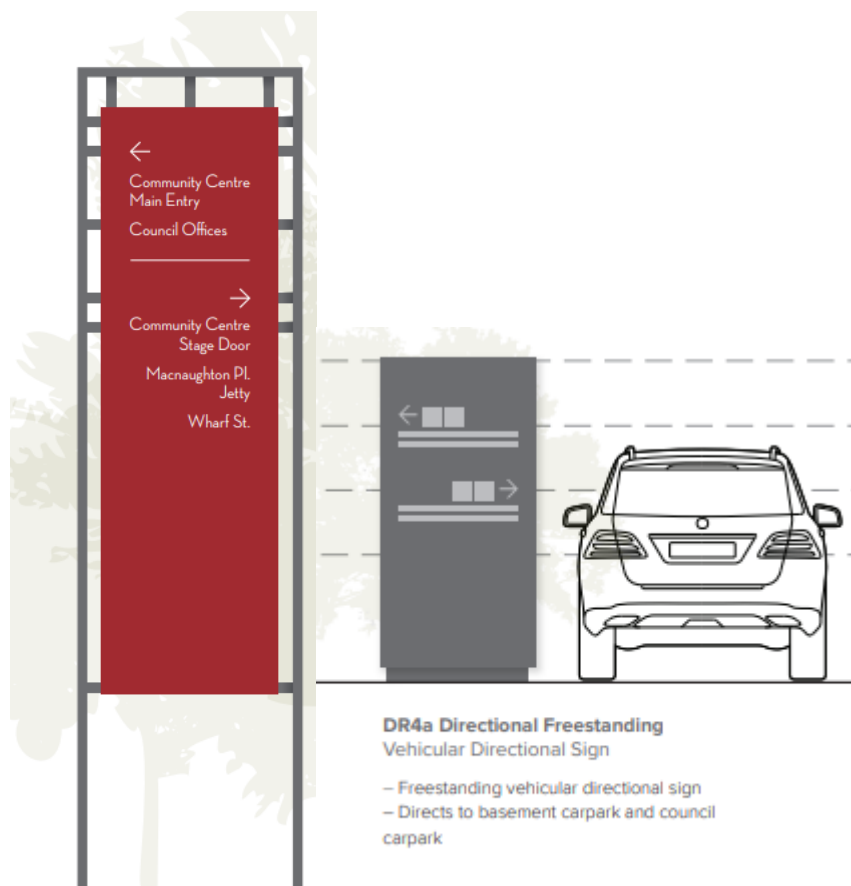 ←
Community Centre
Main Entry
Council Offices
→
Community Centre
Stage Door
Macnaughton Pl.
Jetty
Wharf St.
←
→
DR4a Directional Freestanding
Vehicular Directional Sign
– Freestanding vehicular directional sign
– Directs to basement carpark and council
carpark